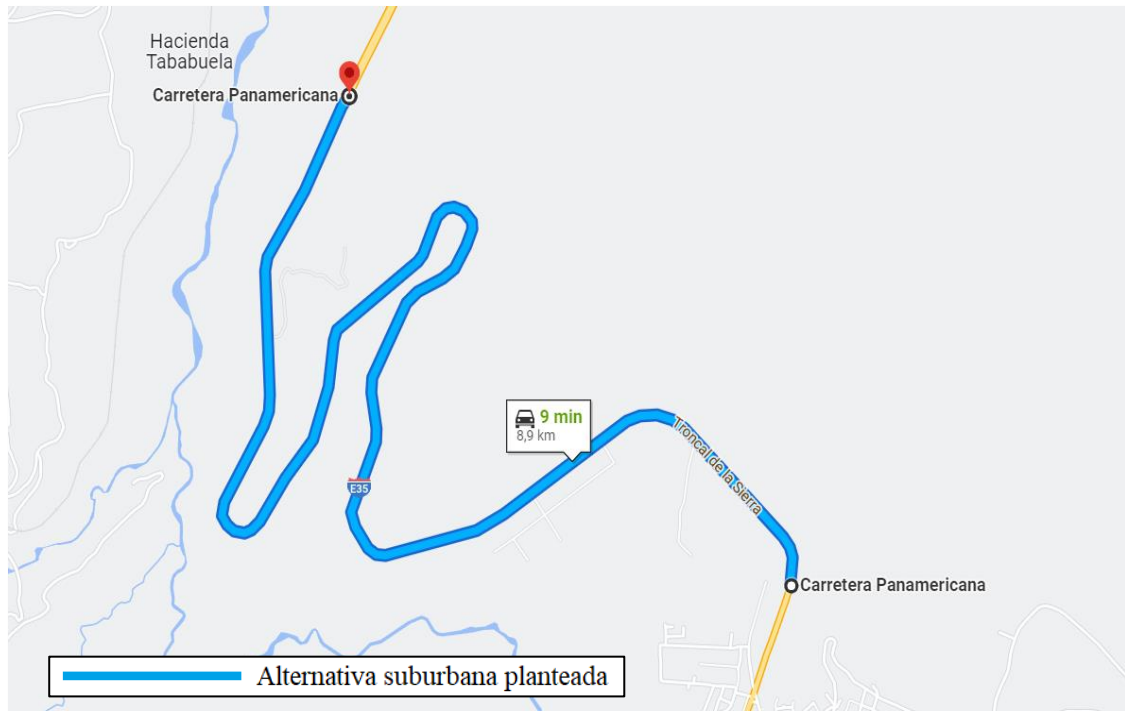 Hacienda
Tababuela
Carretera Panamericana
9 min
8,9 km
Troncal de la Sierra
E35
Carretera Panamericana
Alternativa suburbana planteada